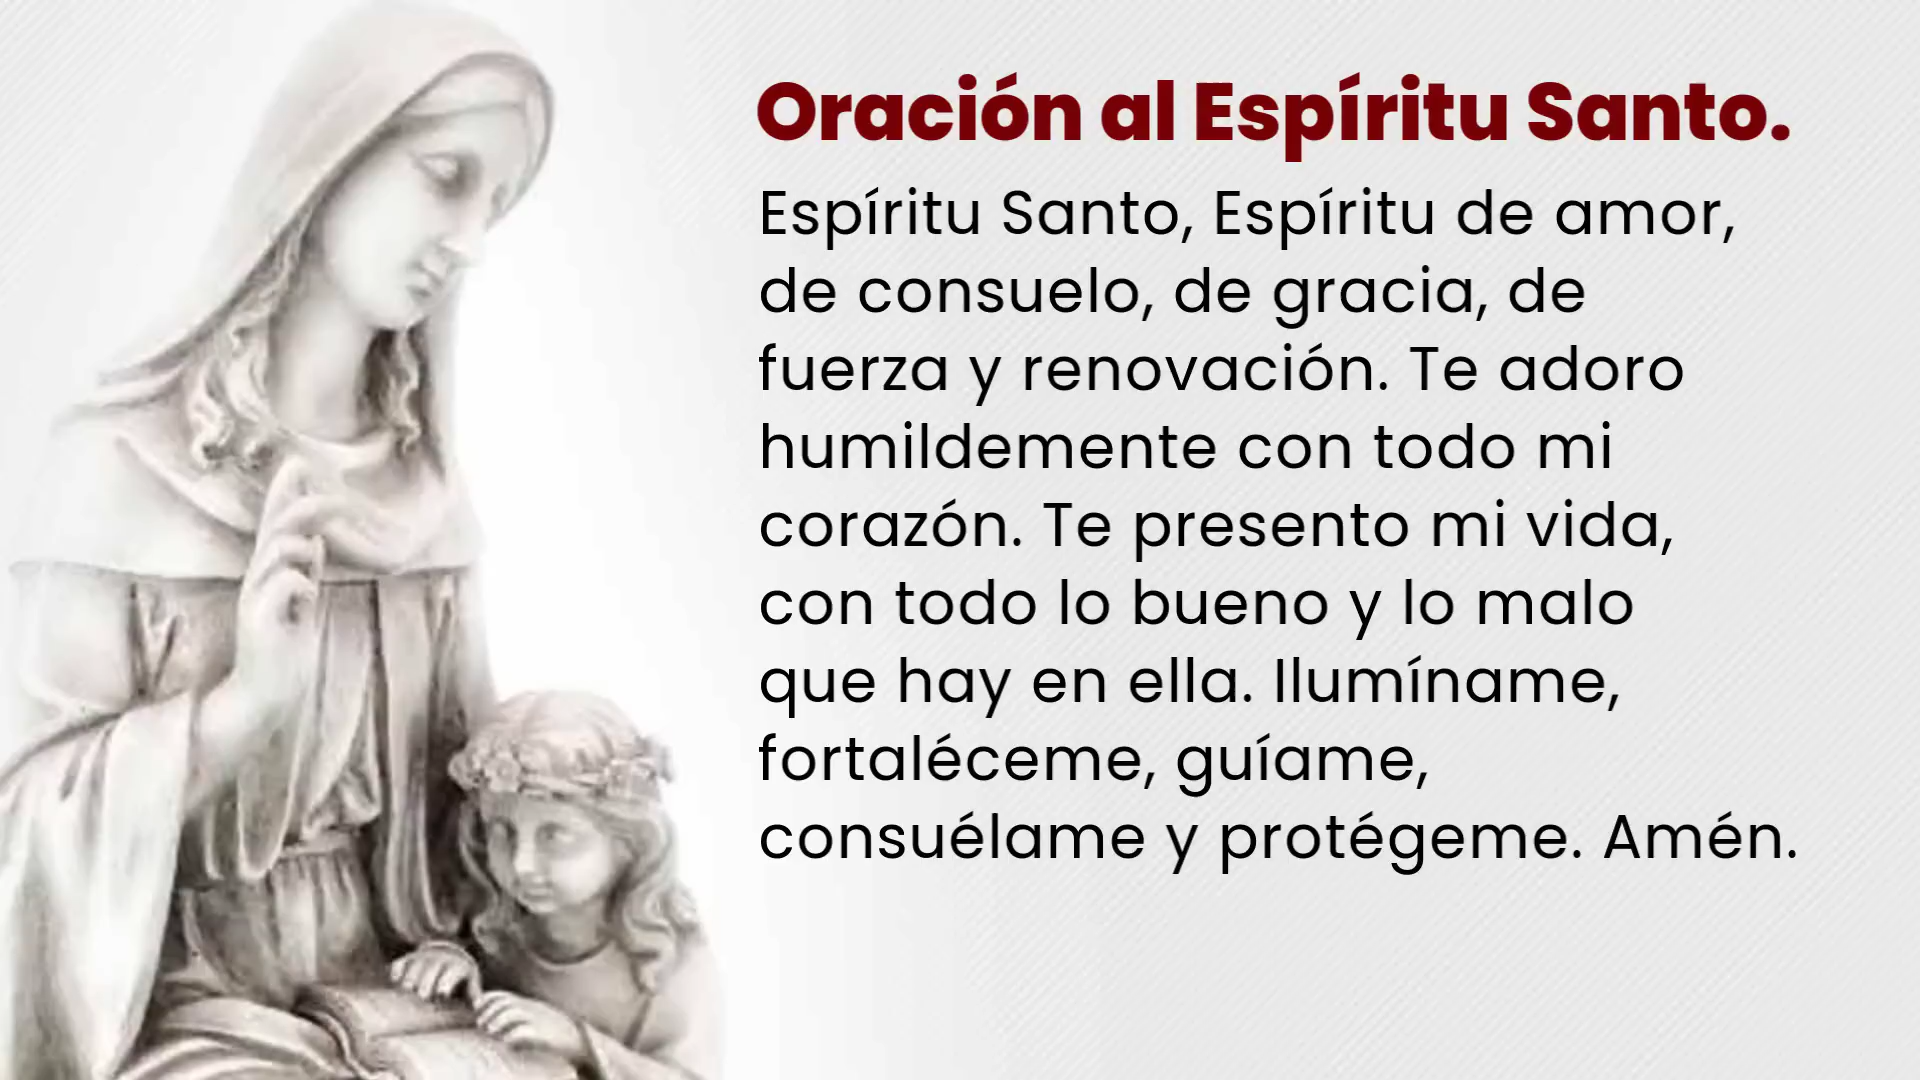 Oración al Espíritu Santo.
Espíritu Santo, Espíritu de amor,
de consuelo, de gracia, de
fuerza y renovación. Te adoro
humildemente con todo mi
corazón. Te presento mi vida,
con todo lo bueno y lo malo
que hay en ella. Ilumíname,
fortaléceme, guíame,
consuélame y protégeme. Amén.